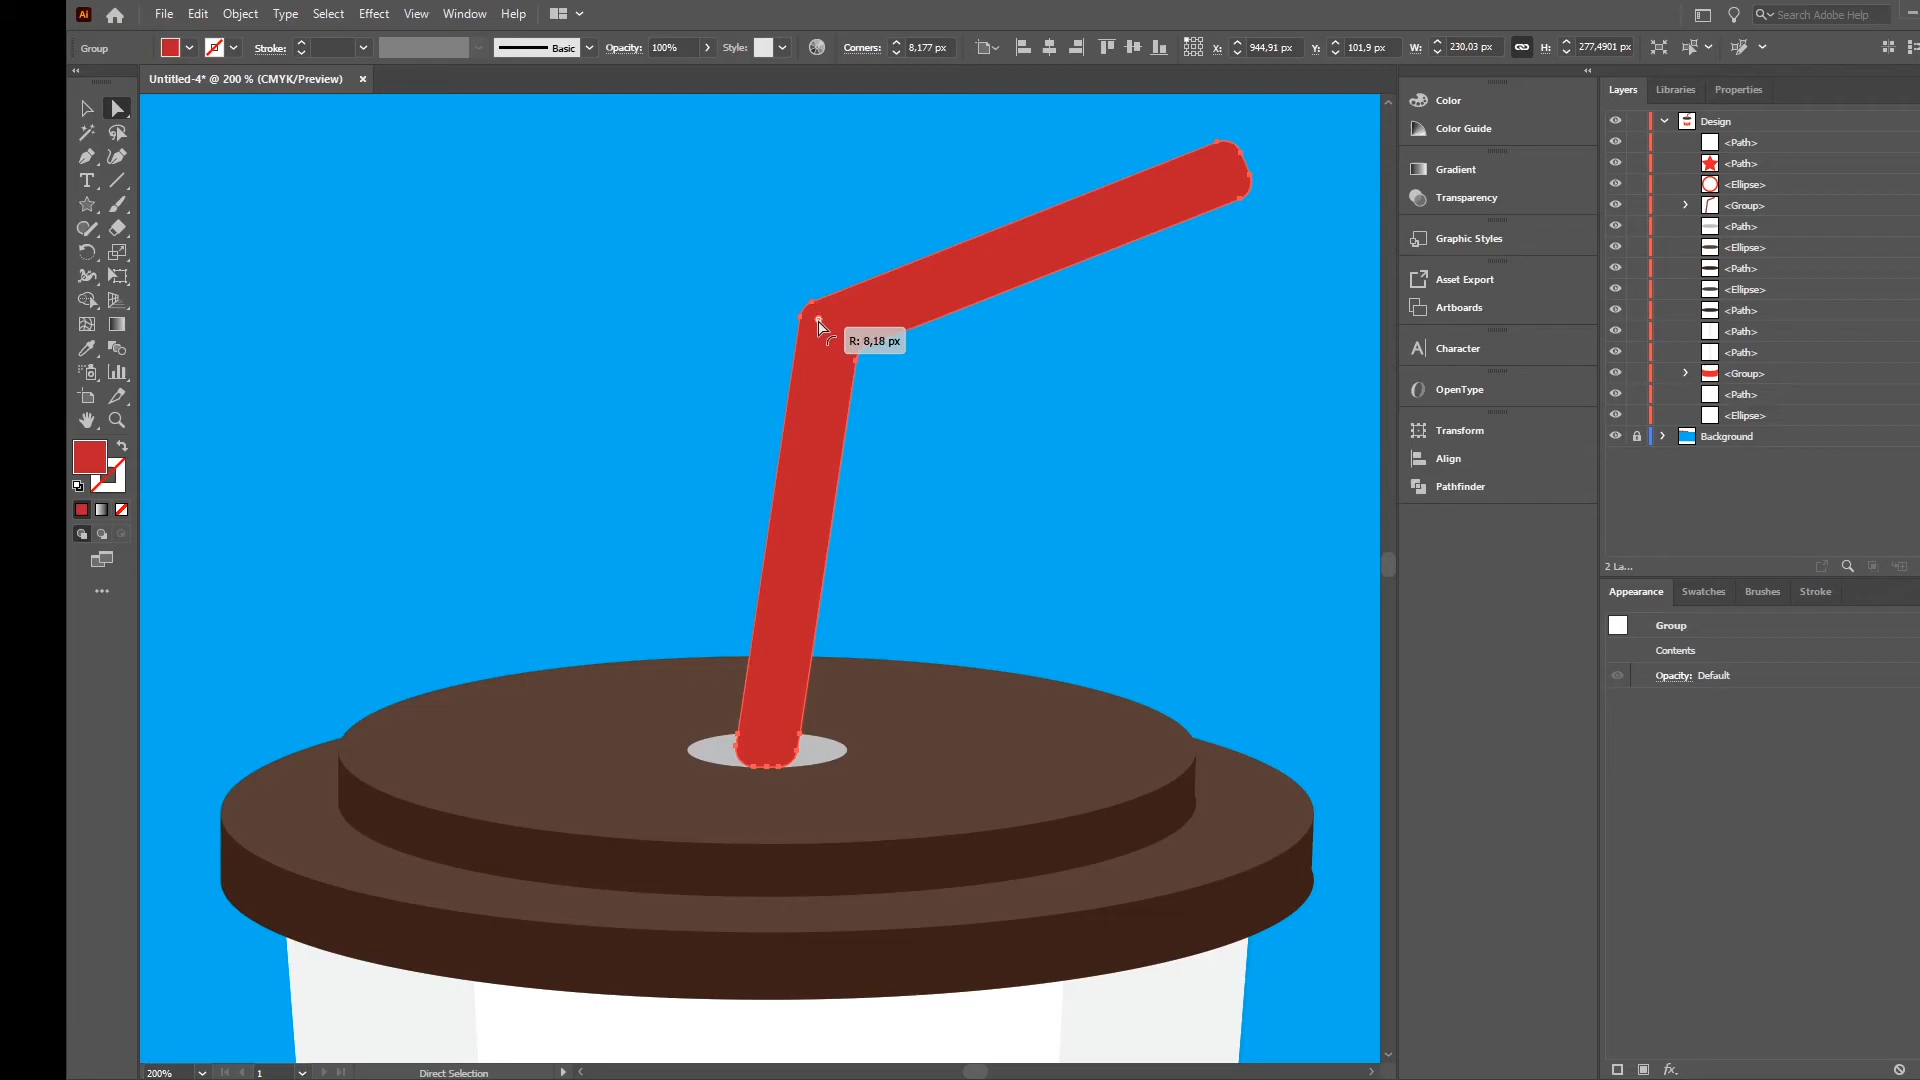 Ai File Edit Object Type Select Effect View Window Help Search Adobe Help
Group Stroke: Basic Opacity: 100% Style: Corners: 8,177 px X: 944,91 px Y: 101,9 px W: 230,03 px H: 277,4901 px
Untitled-4* @ 200 % (CMYK/Preview)
R: 8,18 px
Color
Color Guide
Gradient
Transparency
Graphic Styles
Asset Export
Artboards
Character
OpenType
Transform
Align
Pathfinder
Layers Libraries Properties
Design
<Path>
<Path>
<Ellipse>
<Group>
<Path>
<Ellipse>
<Path>
<Ellipse>
<Path>
<Path>
<Path>
<Group>
<Path>
<Ellipse>
Background
2 La...
Appearance Swatches Brushes Stroke
Group
Contents
Opacity: Default
fx.
200% 1 Direct Selection